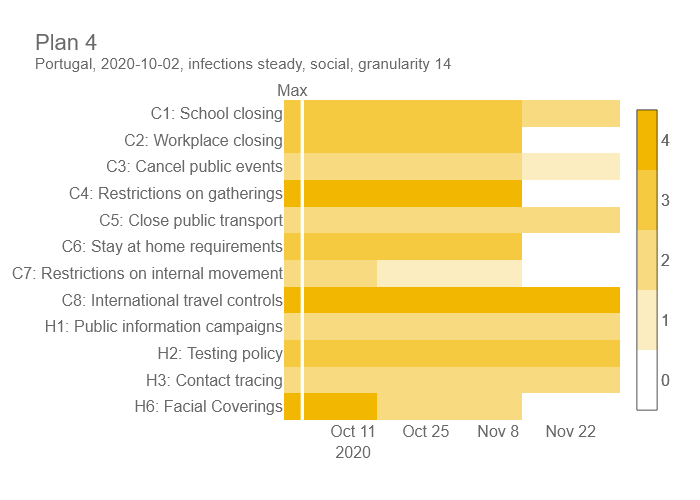 Plan 4
Portugal, 2020-10-02, infections steady, social, granularity 14
Max
C1: School closing
C2: Workplace closing
C3: Cancel public events
C4: Restrictions on gatherings
C5: Close public transport
C6: Stay at home requirements
C7: Restrictions on internal movement
C8: International travel controls
H1: Public information campaigns
H2: Testing policy
H3: Contact tracing
H6: Facial Coverings
Oct 11 Oct 25 Nov 8 Nov 22
2020
4
3
2
1
0